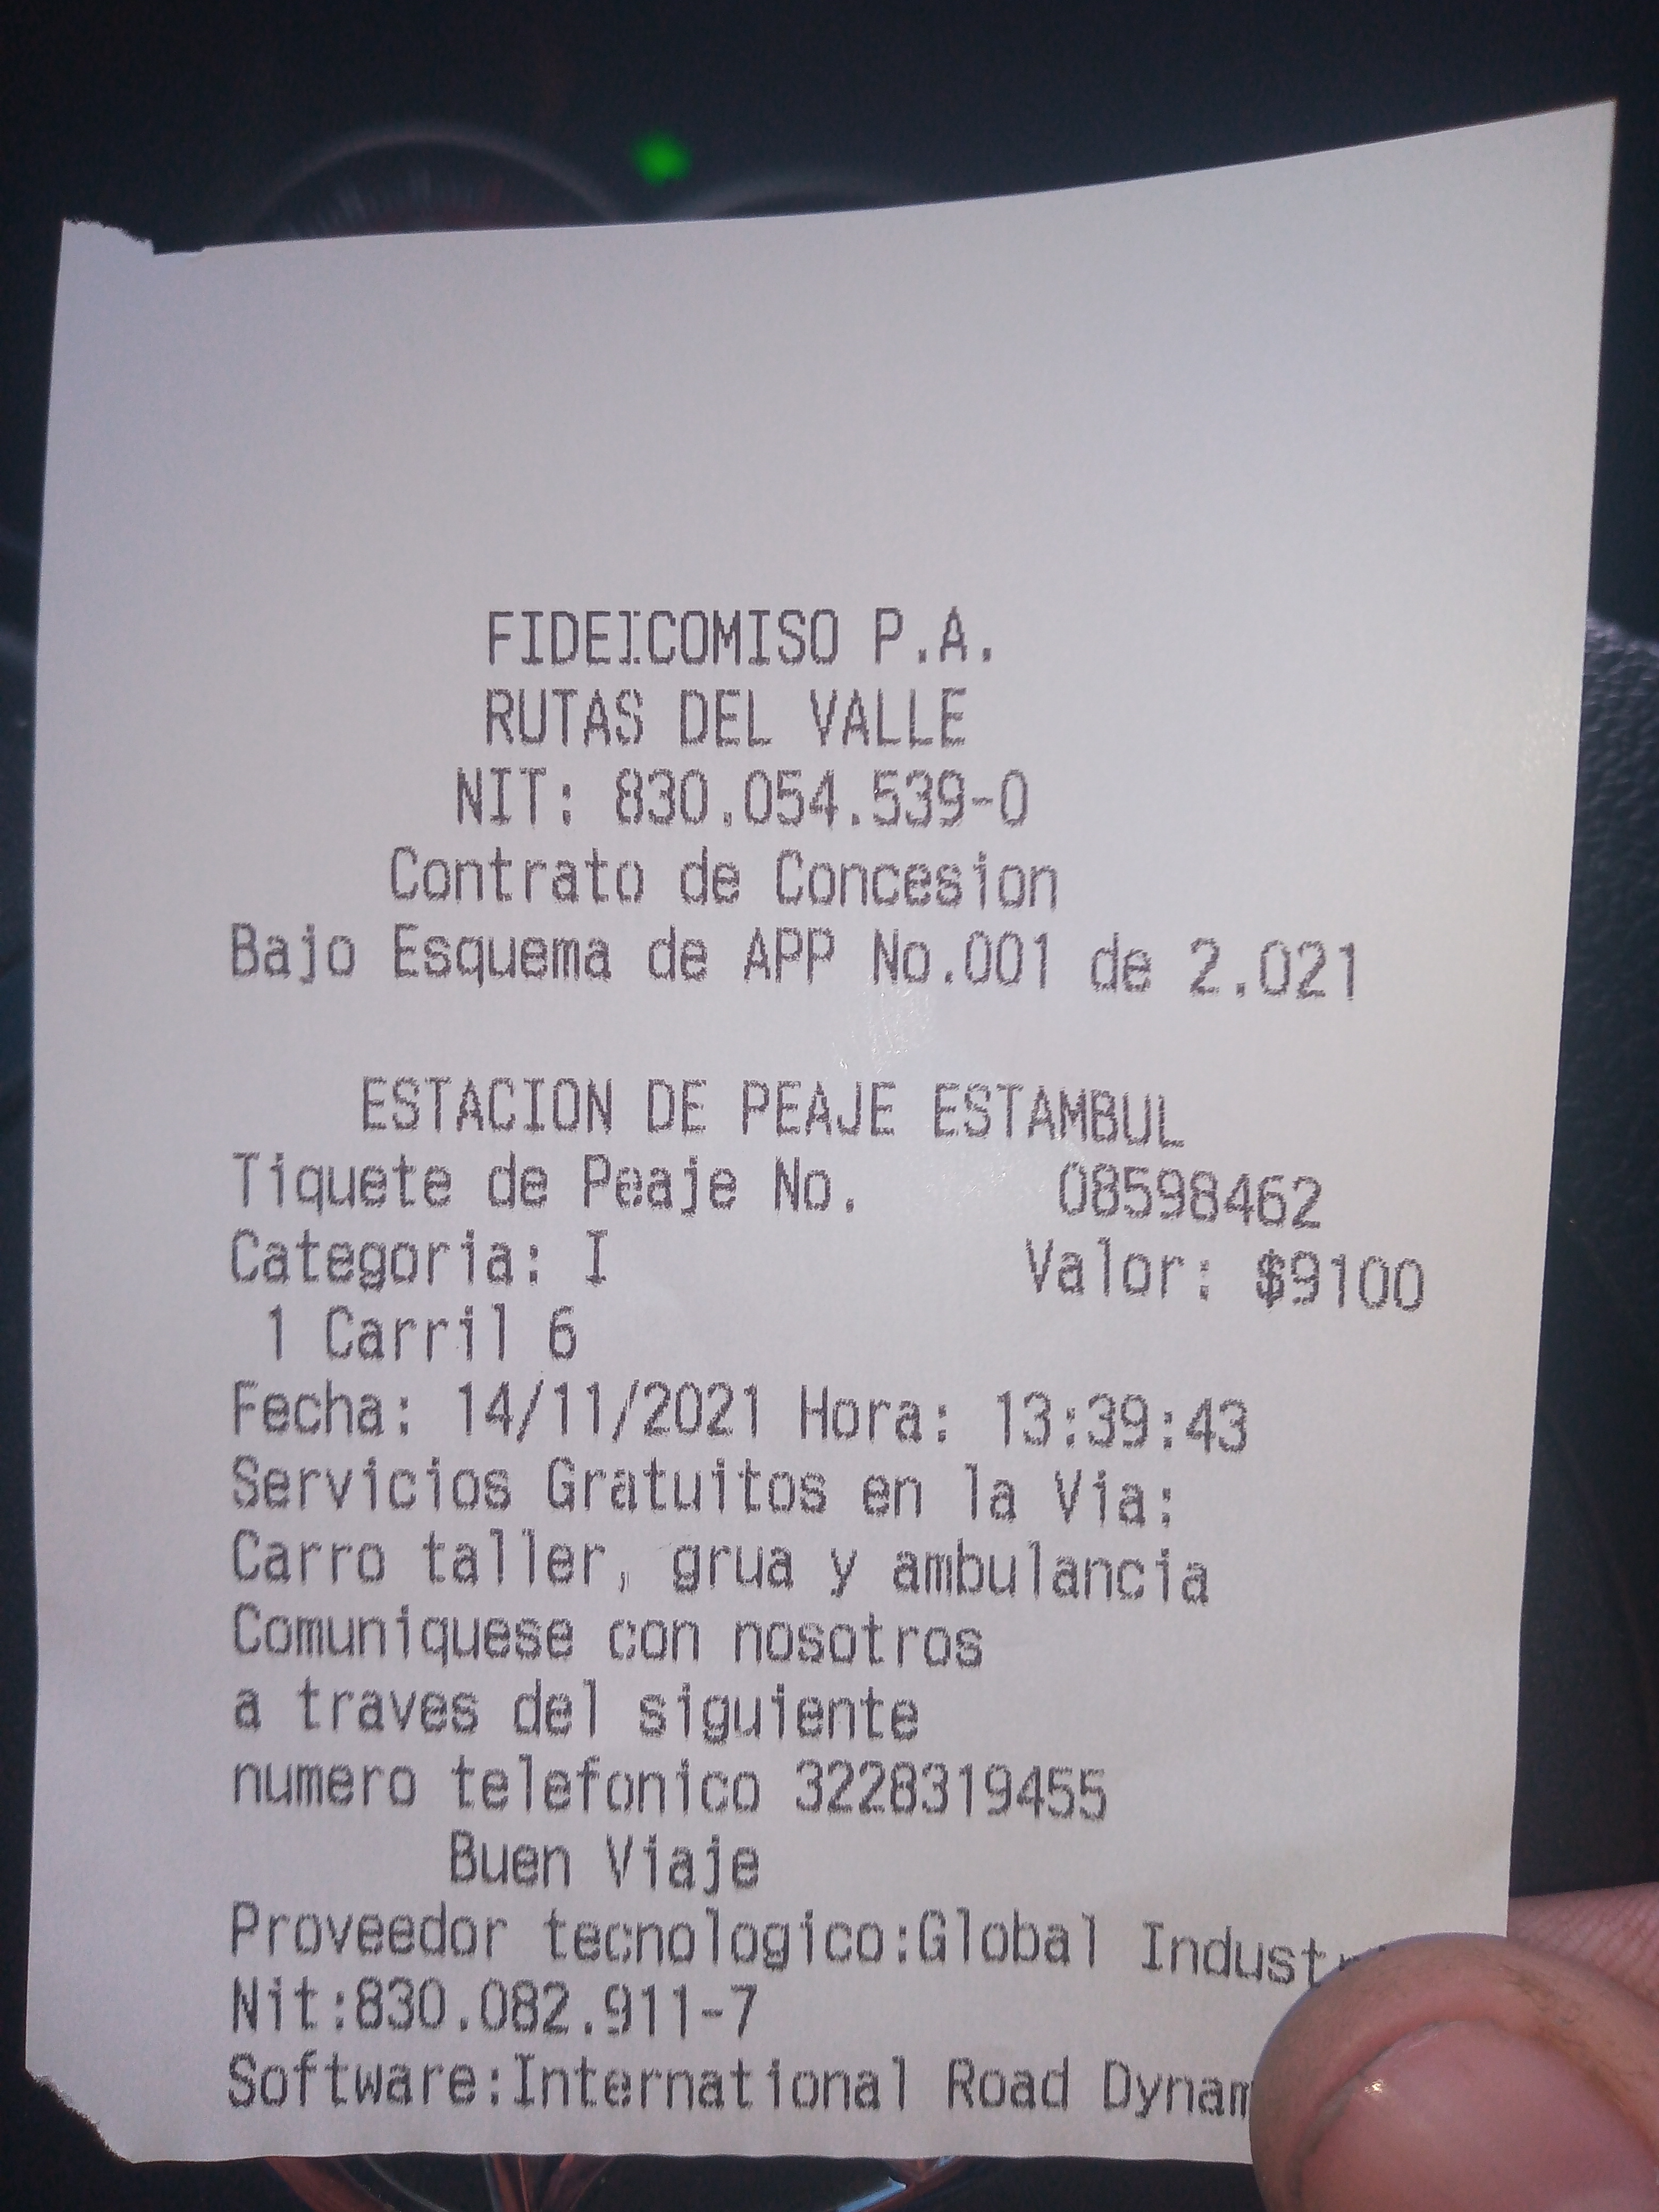 FIDEICOMISO P.A.
RUTAS DEL VALLE
NIT: 830.054.539-0
Contrato de Concesion
Bajo Esquema de APP No.001 de 2.021
ESTACION DE PEAJE ESTAMBUL
Tiquete de Peaje No. 08598462
Categoria: I Valor: $9100
1 Carril 6
Fecha: 14/11/2021 Hora: 13:39:43
Servicios Gratuitos en la Via:
Carro taller, grua y ambulancia
Comuniquese con nosotros
a traves del siguiente
numero telefonico 3228319455
Buen Viaje
Proveedor tecnologico:Global
Nit:830.082.911-7
Software:International Road